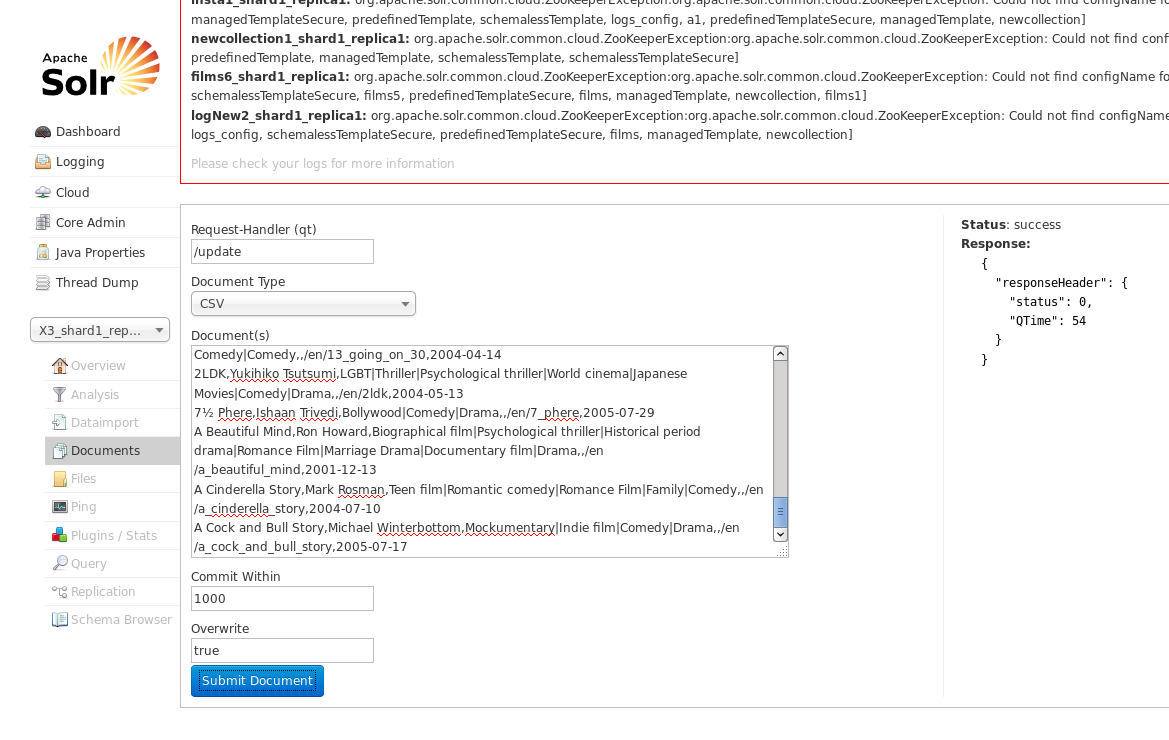 insta1_shard1_replica1: org.apache.solr.common.cloud.ZooKeeperException:org.apache.solr.common.cloud.ZooKeeperException: Could not find configName fo
managedTemplateSecure, predefinedTemplate, schemalessTemplate, logs_config, a1, predefinedTemplateSecure, managedTemplate, newcollection]
newcollection1_shard1_replica1: org.apache.solr.common.cloud.ZooKeeperException:org.apache.solr.common.cloud.ZooKeeperException: Could not find conf
predefinedTemplate, managedTemplate, schemalessTemplate, schemalessTemplateSecure]
films6_shard1_replica1: org.apache.solr.common.cloud.ZooKeeperException:org.apache.solr.common.cloud.ZooKeeperException: Could not find configName fo
schemalessTemplateSecure, films5, predefinedTemplateSecure, films, managedTemplate, newcollection, films1]
logNew2_shard1_replica1: org.apache.solr.common.cloud.ZooKeeperException:org.apache.solr.common.cloud.ZooKeeperException: Could not find configName
logs_config, schemalessTemplateSecure, predefinedTemplateSecure, films, managedTemplate, newcollection]
Please check your logs for more information
Apache
Solr
Dashboard
Logging
Cloud
Core Admin
Java Properties
Thread Dump
X3_shard1_rep...
Overview
Analysis
Dataimport
Documents
Files
Ping
Plugins / Stats
Query
Replication
Schema Browser
Request-Handler (qt)
/update
Document Type
CSV
Document(s)
Comedy|Comedy,,/en/13_going_on_30,2004-04-14
2LDK,Yukihiko Tsutsumi,LGBT|Thriller|Psychological thriller|World cinema|Japanese
Movies|Comedy|Drama,,/en/2ldk,2004-05-13
7½ Phere,Ishaan Trivedi,Bollywood|Comedy|Drama,,/en/7_phere,2005-07-29
A Beautiful Mind,Ron Howard,Biographical film|Psychological thriller|Historical period
drama|Romance Film|Marriage Drama|Documentary film|Drama,,/en
/a_beautiful_mind,2001-12-13
A Cinderella Story,Mark Rosman,Teen film|Romantic comedy|Romance Film|Family|Comedy,,/en
/a_cinderella_story,2004-07-10
A Cock and Bull Story,Michael Winterbottom,Mockumentary|Indie film|Comedy|Drama,,/en
/a_cock_and_bull_story,2005-07-17
Commit Within
1000
Overwrite
true
Submit Document
Status: success
Response:
{
"responseHeader": {
"status": 0,
"QTime": 54
}
}